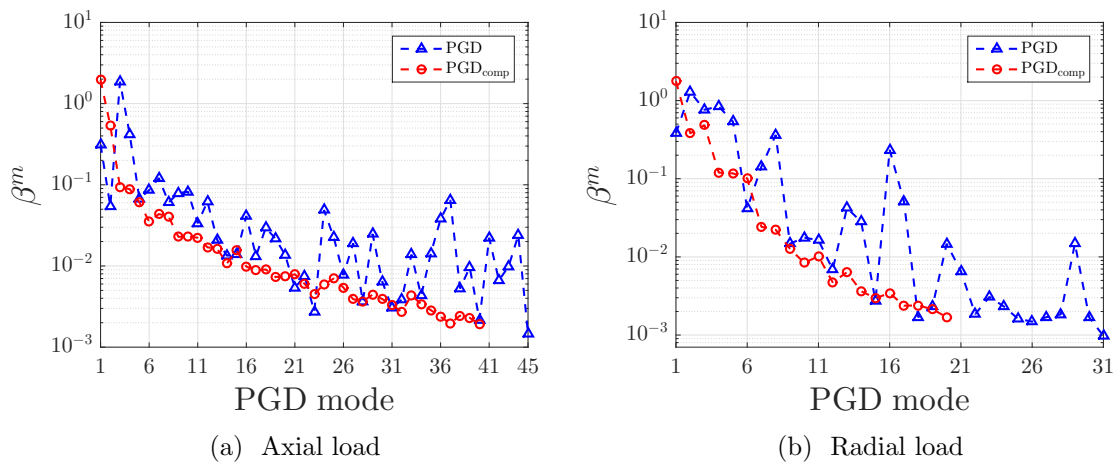 10^1
10^0
10^{-1}
10^{-2}
10^{-3}
β^m
PGD
PGD_comp
1 6 11 16 21 26 31 36 41 45
PGD mode
(a) Axial load
10^1
10^0
10^{-1}
10^{-2}
10^{-3}
β^m
PGD
PGD_comp
1 6 11 16 21 26 31
PGD mode
(b) Radial load